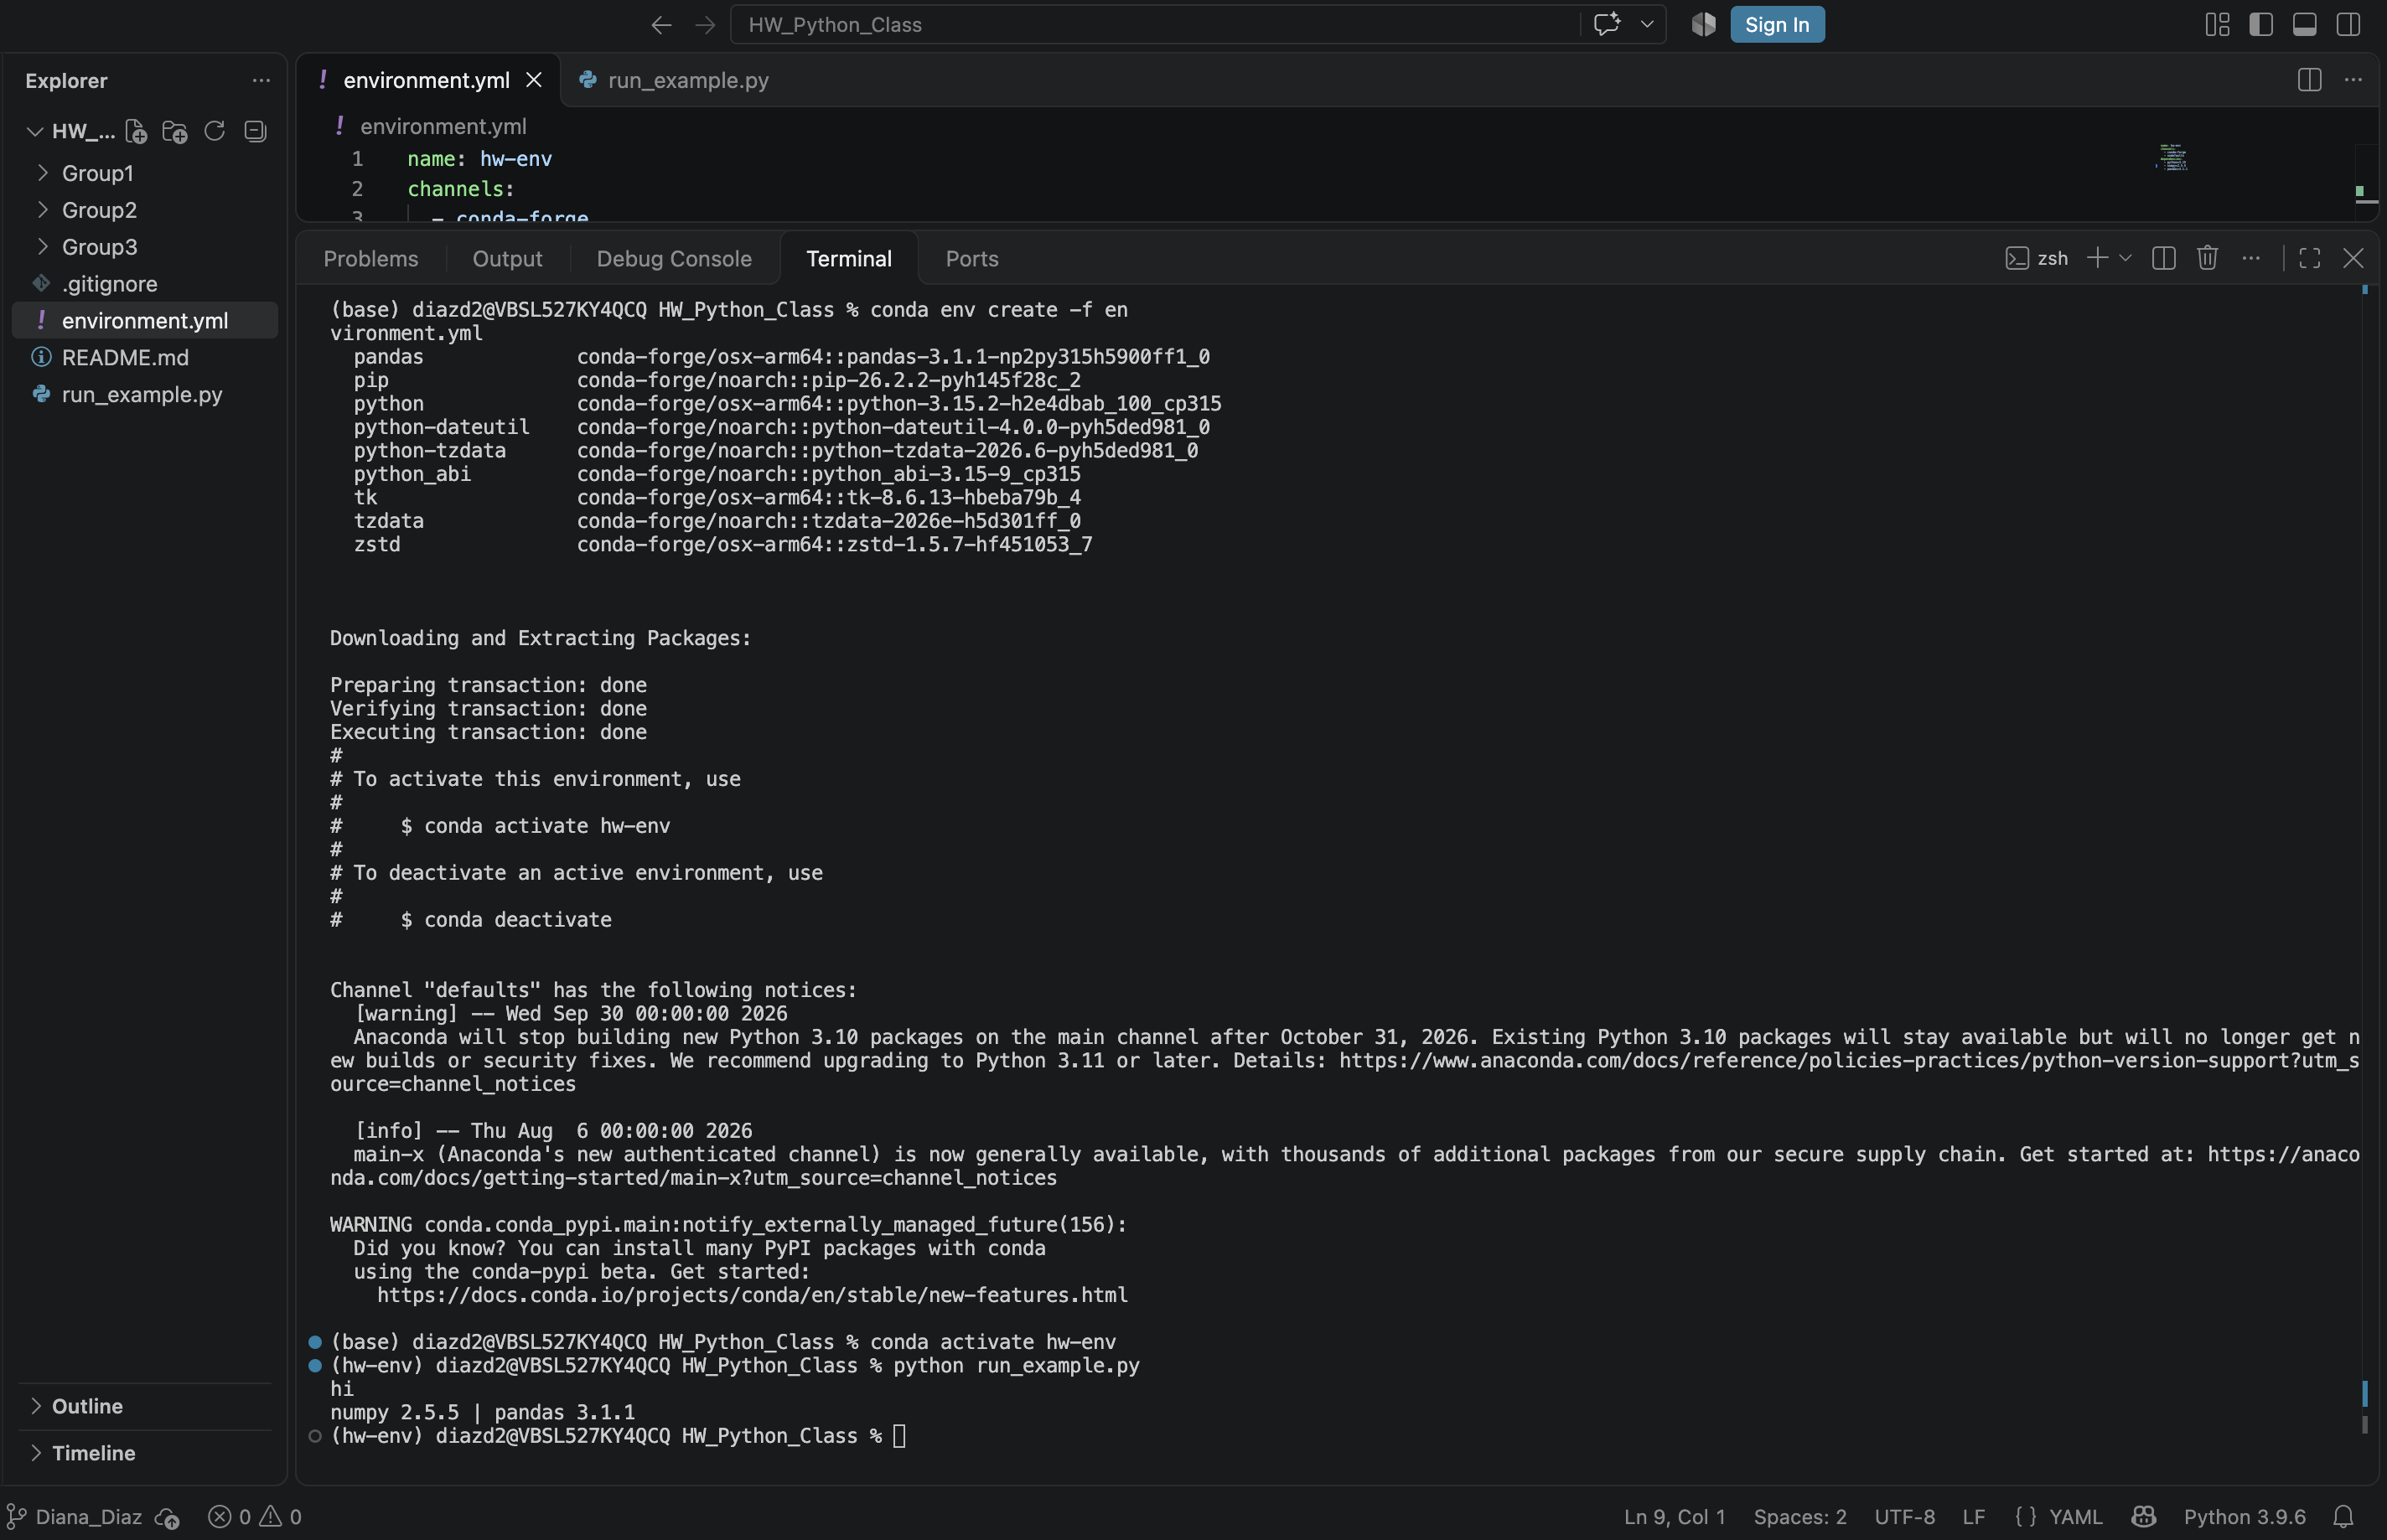 HW_Python_Class
Sign In
Explorer
HW_...
Group1
Group2
Group3
.gitignore
! environment.yml
README.md
run_example.py
Outline
Timeline
! environment.yml
run_example.py
! environment.yml
1 name: hw-env
2 channels:
3 - conda-forge
Problems Output Debug Console Terminal Ports
zsh
(base) diazd2@VBSL527KY4QCQ HW_Python_Class % conda env create -f en
vironment.yml
pandas conda-forge/osx-arm64::pandas-3.1.1-np2py315h5900ff1_0
pip conda-forge/noarch::pip-26.2.2-pyh145f28c_2
python conda-forge/osx-arm64::python-3.15.2-h2e4dbab_100_cp315
python-dateutil conda-forge/noarch::python-dateutil-4.0.0-pyh5ded981_0
python-tzdata conda-forge/noarch::python-tzdata-2026.6-pyh5ded981_0
python_abi conda-forge/noarch::python_abi-3.15-9_cp315
tk conda-forge/osx-arm64::tk-8.6.13-hbeba79b_4
tzdata conda-forge/noarch::tzdata-2026e-h5d301ff_0
zstd conda-forge/osx-arm64::zstd-1.5.7-hf451053_7
Downloading and Extracting Packages:
Preparing transaction: done
Verifying transaction: done
Executing transaction: done
#
# To activate this environment, use
#
# $ conda activate hw-env
#
# To deactivate an active environment, use
#
# $ conda deactivate
Channel "defaults" has the following notices:
[warning] -- Wed Sep 30 00:00:00 2026
Anaconda will stop building new Python 3.10 packages on the main channel after October 31, 2026. Existing Python 3.10 packages will stay available but will no longer get n
ew builds or security fixes. We recommend upgrading to Python 3.11 or later. Details: https://www.anaconda.com/docs/reference/policies-practices/python-version-support?utm_s
ource=channel_notices
[info] -- Thu Aug  6 00:00:00 2026
main-x (Anaconda's new authenticated channel) is now generally available, with thousands of additional packages from our secure supply chain. Get started at: https://anaco
nda.com/docs/getting-started/main-x?utm_source=channel_notices
WARNING conda.conda_pypi.main:notify_externally_managed_future(156):
Did you know? You can install many PyPI packages with conda
using the conda-pypi beta. Get started:
https://docs.conda.io/projects/conda/en/stable/new-features.html
(base) diazd2@VBSL527KY4QCQ HW_Python_Class % conda activate hw-env
(hw-env) diazd2@VBSL527KY4QCQ HW_Python_Class % python run_example.py
hi
numpy 2.5.5 | pandas 3.1.1
(hw-env) diazd2@VBSL527KY4QCQ HW_Python_Class %
Diana_Diaz 0 0 Ln 9, Col 1 Spaces: 2 UTF-8 LF {} YAML Python 3.9.6